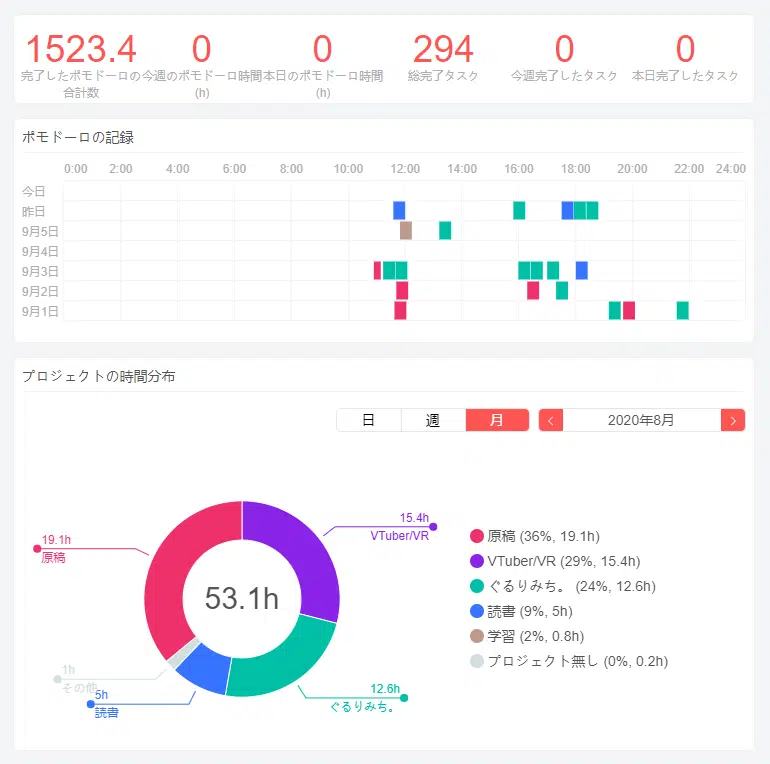 1523.4 0 0 294 0 0
完了したポモドーロの 今週のポモドーロ時間 本日のポモドーロ時間 総完了タスク 今週完了したタスク 本日完了したタスク
合計数 (h) (h)
ポモドーロの記録
0:00 2:00 4:00 6:00 8:00 10:00 12:00 14:00 16:00 18:00 20:00 22:00 24:00
今日
昨日
9月5日
9月4日
9月3日
9月2日
9月1日
プロジェクトの時間分布
日 週 月 2020年8月
15.4h
VTuber/VR
19.1h
原稿
53.1h
1h
その他
5h
読書
12.6h
ぐるりみち。
原稿 (36%, 19.1h)
VTuber/VR (29%, 15.4h)
ぐるりみち。 (24%, 12.6h)
読書 (9%, 5h)
学習 (2%, 0.8h)
プロジェクト無し (0%, 0.2h)